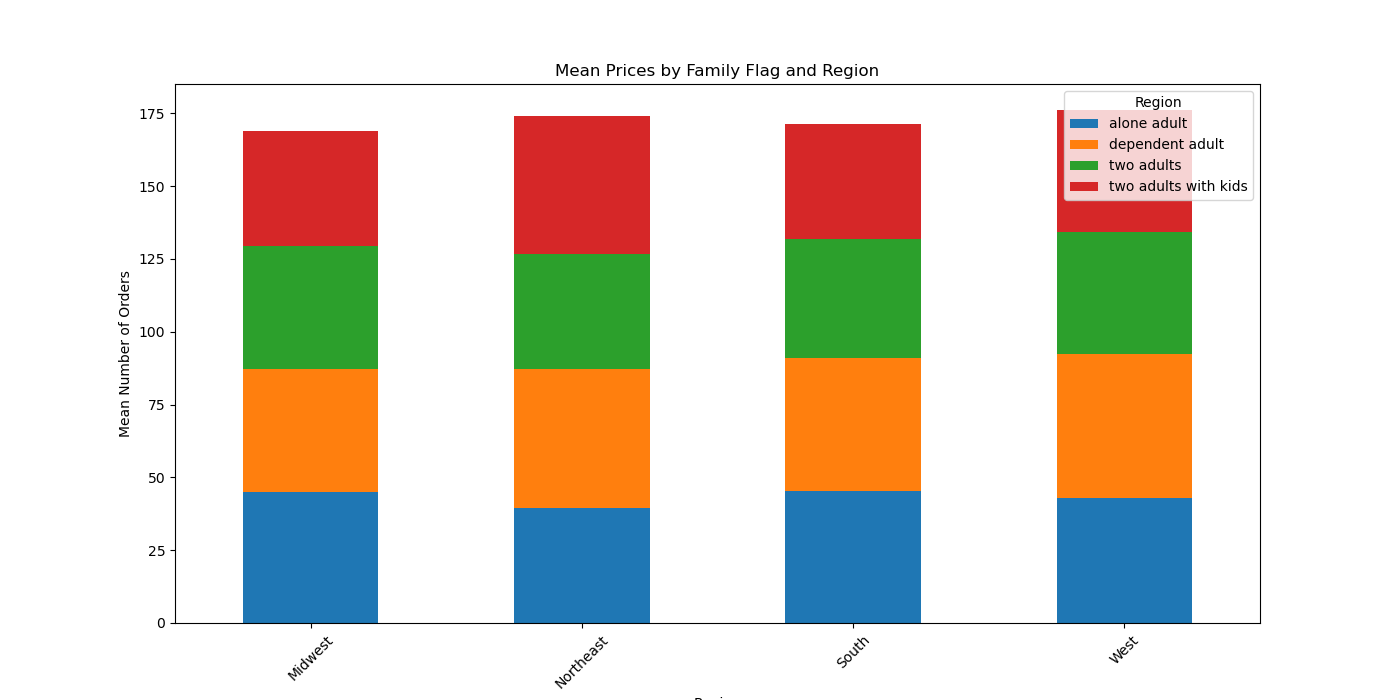 Mean Prices by Family Flag and Region
Mean Number of Orders
175
150
125
100
75
50
25
0
Region
alone adult
dependent adult
two adults
two adults with kids
Midwest
Northeast
South
West